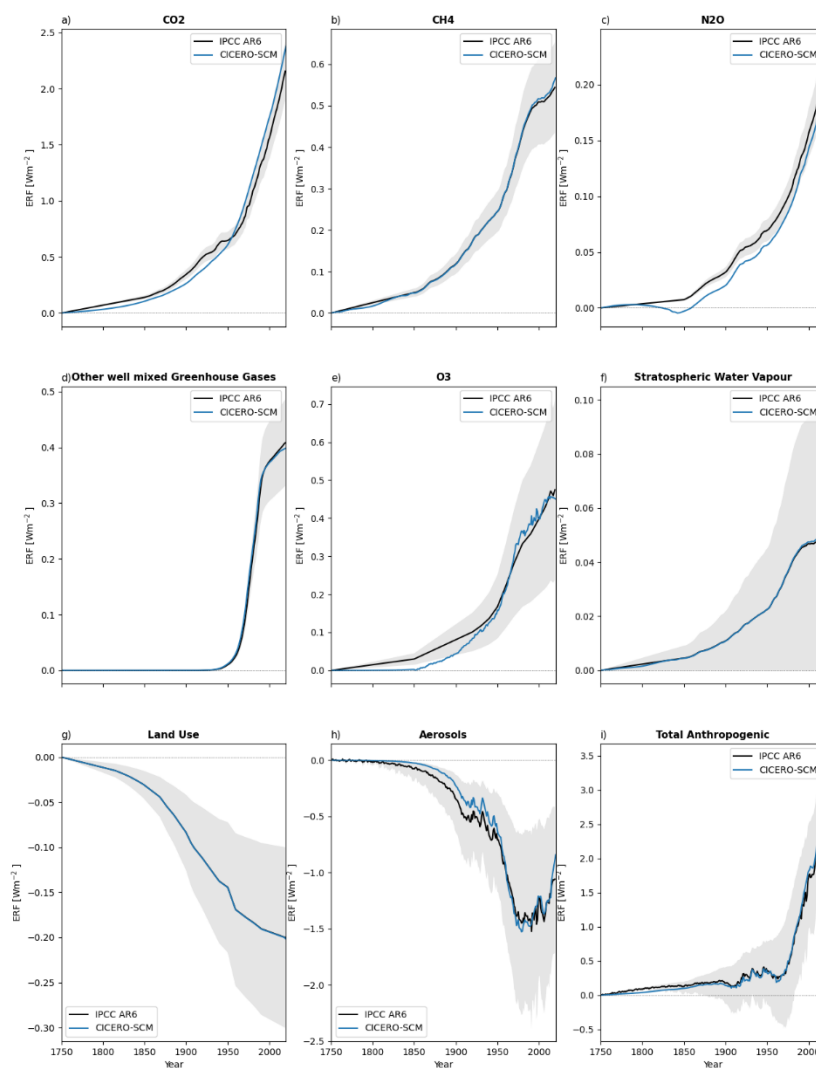 a) CO2
IPCC AR6
CICERO-SCM
2.5
2.0
1.5
1.0
0.5
0.0
ERF [Wm⁻² ]
b) CH4
IPCC AR6
CICERO-SCM
0.6
0.5
0.4
0.3
0.2
0.1
0.0
ERF [Wm⁻² ]
c) N2O
IPCC AR6
CICERO-SCM
0.20
0.15
0.10
0.05
0.00
ERF [Wm⁻² ]
d) Other well mixed Greenhouse Gases
IPCC AR6
CICERO-SCM
0.5
0.4
0.3
0.2
0.1
0.0
ERF [Wm⁻² ]
e) O3
IPCC AR6
CICERO-SCM
0.7
0.6
0.5
0.4
0.3
0.2
0.1
0.0
ERF [Wm⁻² ]
f) Stratospheric Water Vapour
IPCC AR6
CICERO-SCM
0.10
0.08
0.06
0.04
0.02
0.00
ERF [Wm⁻² ]
g) Land Use
0.00
−0.05
−0.10
−0.15
−0.20
−0.25
−0.30
ERF [Wm⁻² ]
IPCC AR6
CICERO-SCM
1750 1800 1850 1900 1950 2000
Year
h) Aerosols
0.0
−0.5
−1.0
−1.5
−2.0
−2.5
ERF [Wm⁻² ]
IPCC AR6
CICERO-SCM
1750 1800 1850 1900 1950 2000
Year
i) Total Anthropogenic
IPCC AR6
CICERO-SCM
3.5
3.0
2.5
2.0
1.5
1.0
0.5
0.0
−0.5
ERF [Wm⁻² ]
1750 1800 1850 1900 1950 2000
Year